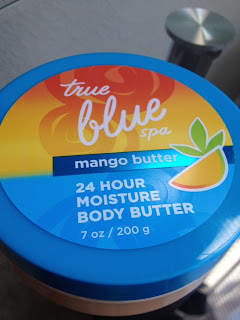 true
blue
spa
mango butter
24 HOUR
MOISTURE
BODY BUTTER
7 oz / 200 g